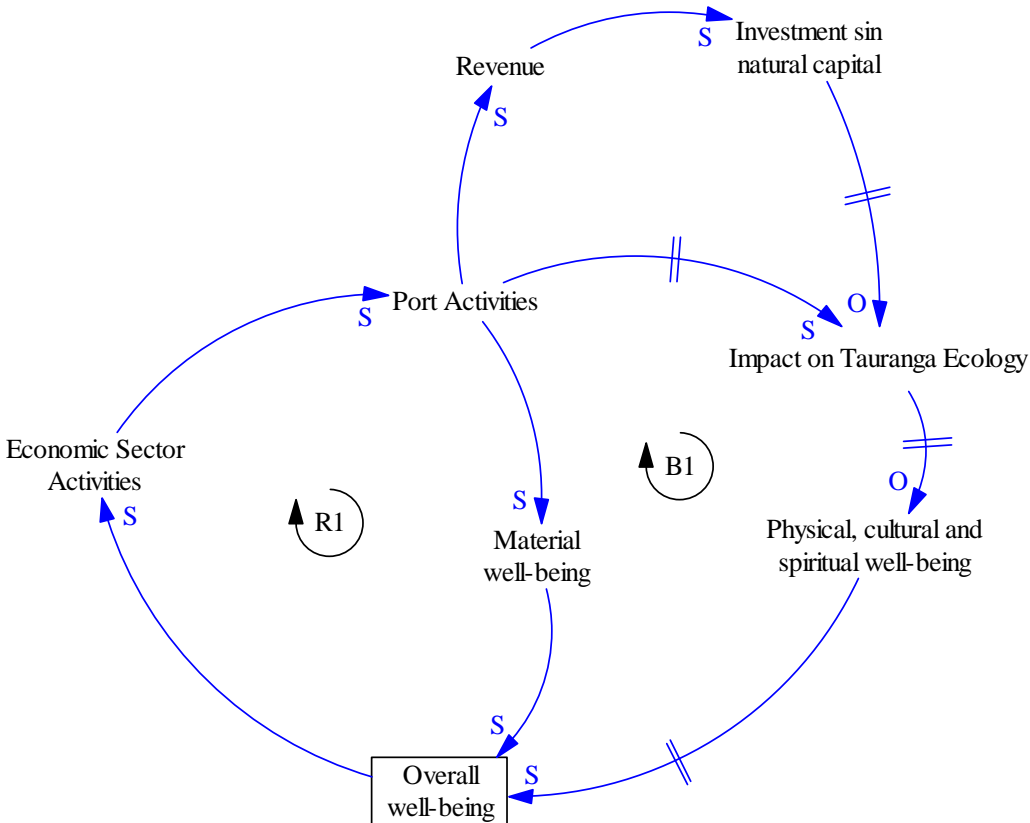 Investment sin
natural capital
S
Revenue
S
S
Port Activities
S
O
S
Impact on Tauranga Ecology
Economic Sector
Activities
S
R1
B1
S
O
Material
well-being
Physical, cultural and
spiritual well-being
S
S
Overall
well-being